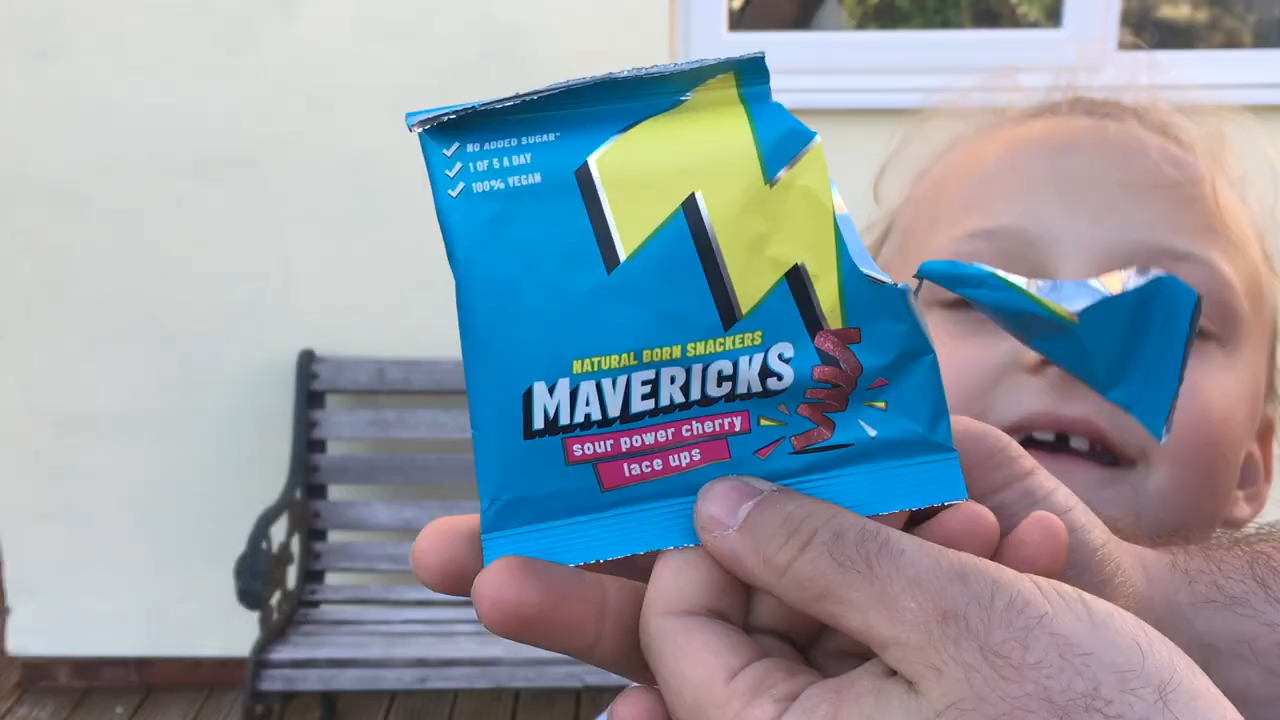 NO ADDED SUGAR*
1 OF 5 A DAY
100% VEGAN
NATURAL BORN SNACKERS
MAVERICKS
sour power cherry
lace ups